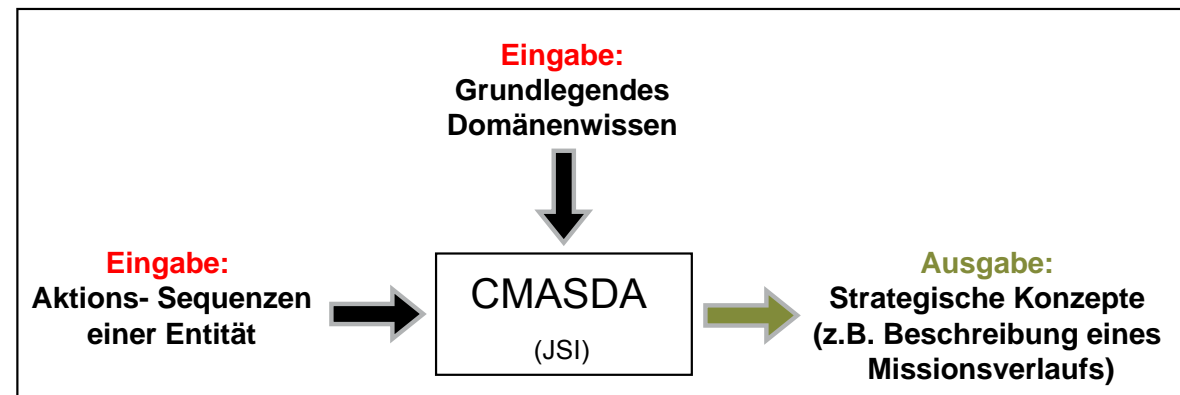 Eingabe:
Grundlegendes
Domänenwissen
Eingabe:
Aktions- Sequenzen
einer Entität
CMASDA
(JSI)
Ausgabe:
Strategische Konzepte
(z.B. Beschreibung eines
Missionsverlaufs)